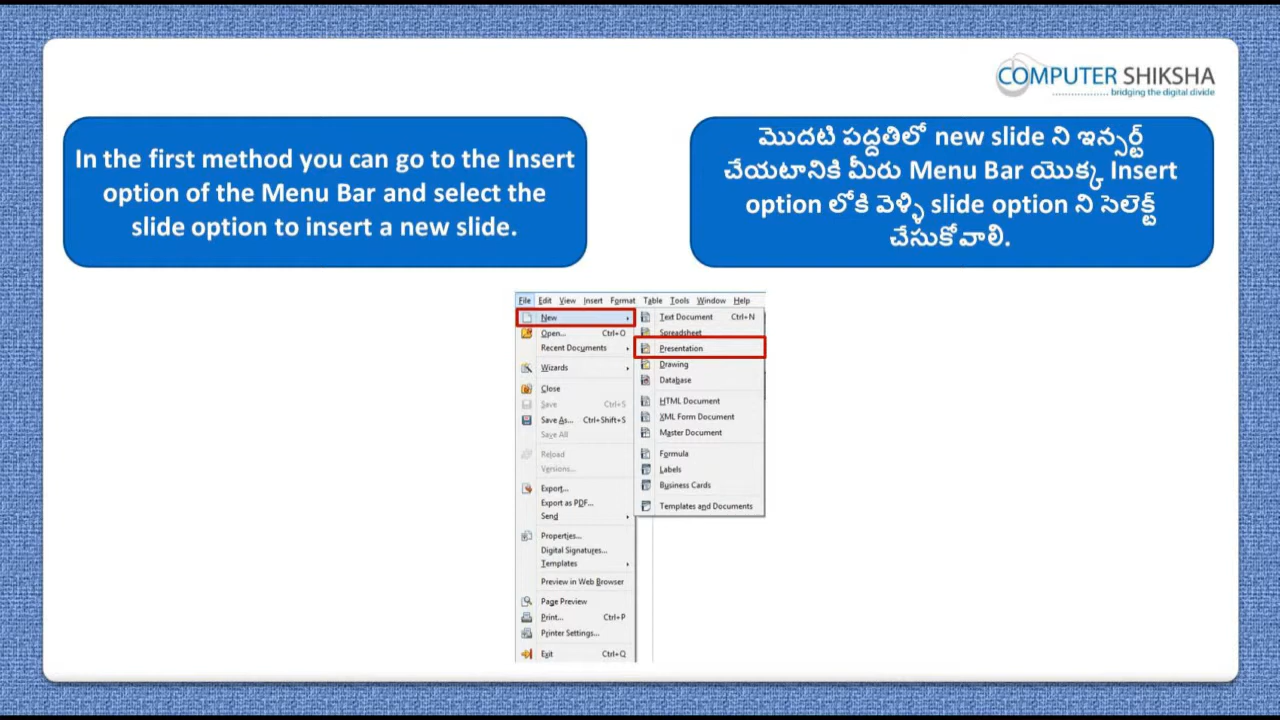 COMPUTER SHIKSHA
bridging the digital divide
In the first method you can go to the Insert
option of the Menu Bar and select the
slide option to insert a new slide.
మొదటి పద్దతిలో new slide ని ఇన్సర్ట్
చేయటానికి మీరు Menu Bar యొక్క Insert
option లోకి వెళ్ళి slide option ని సెలెక్ట్
చేసుకోవాలి.
File Edit View Insert Format Table Tools Window Help
New
Open... Ctrl+O
Recent Documents
Wizards
Close
Save Ctrl+S
Save As... Ctrl+Shift+S
Save All
Reload
Versions...
Export...
Export as PDF...
Send
Properties...
Digital Signatures...
Templates
Preview in Web Browser
Page Preview
Print... Ctrl+P
Printer Settings...
Exit Ctrl+Q
Text Document Ctrl+N
Spreadsheet
Presentation
Drawing
Database
HTML Document
XML Form Document
Master Document
Formula
Labels
Business Cards
Templates and Documents